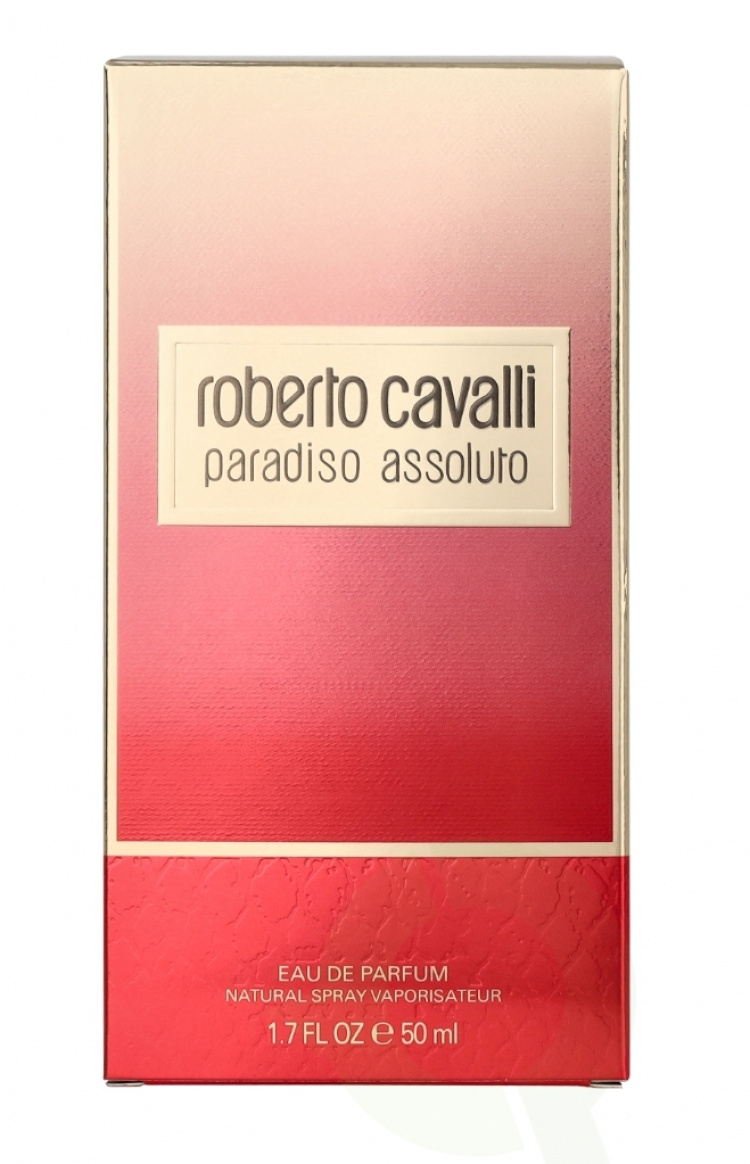 roberto cavalli
paradiso assoluto
EAU DE PARFUM
NATURAL SPRAY VAPORISATEUR
1.7 FL OZ ℮ 50 ml